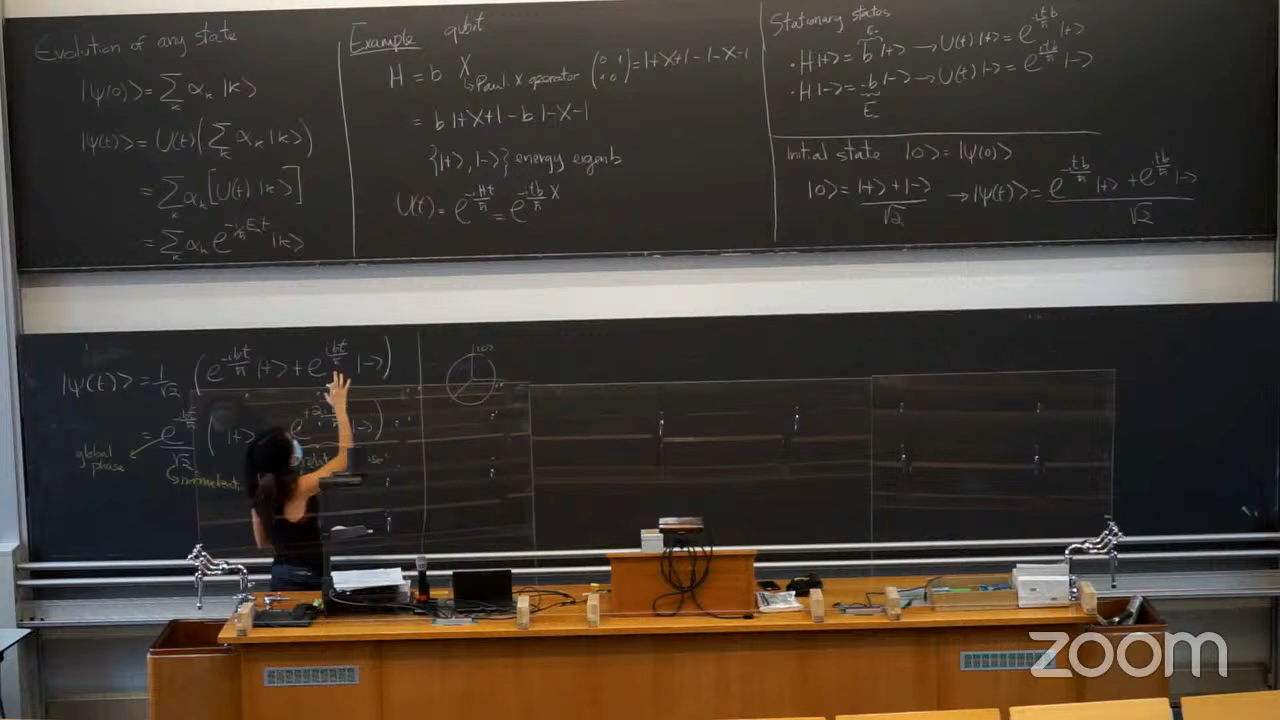 Evolution of any state
|ψ(0)> = Σ_k α_k |k>
|ψ(t)> = U(t)(Σ_k α_k |k>)
= Σ_k α_k [U(t) |k>]
= Σ_k α_k e^{-i/ħ E_k t} |k>
Example qubit
H = b X
↳ Pauli X operator (0 1 / 1 0) = |+X+| - |-X-|
= b |+X+| - b |-X-|
{|+>, |->} energy eigenb
U(t) = e^{-iHt/ħ} = e^{-itb/ħ X}
Stationary states
· H|+> = b |+> → U(t) |+> = e^{-itb/ħ} |+>
· H|-> = -b |-> → U(t) |-> = e^{itb/ħ} |->
E_-
Initial state |0> = |ψ(0)>
|0> = |+> + |-> / √2 → |ψ(t)> = e^{-itb/ħ} |+> + e^{itb/ħ} |-> / √2
|ψ(t)> = 1/√2 (e^{-ibt/ħ} |+> + e^{ibt/ħ} |->)
global
phase
zoom